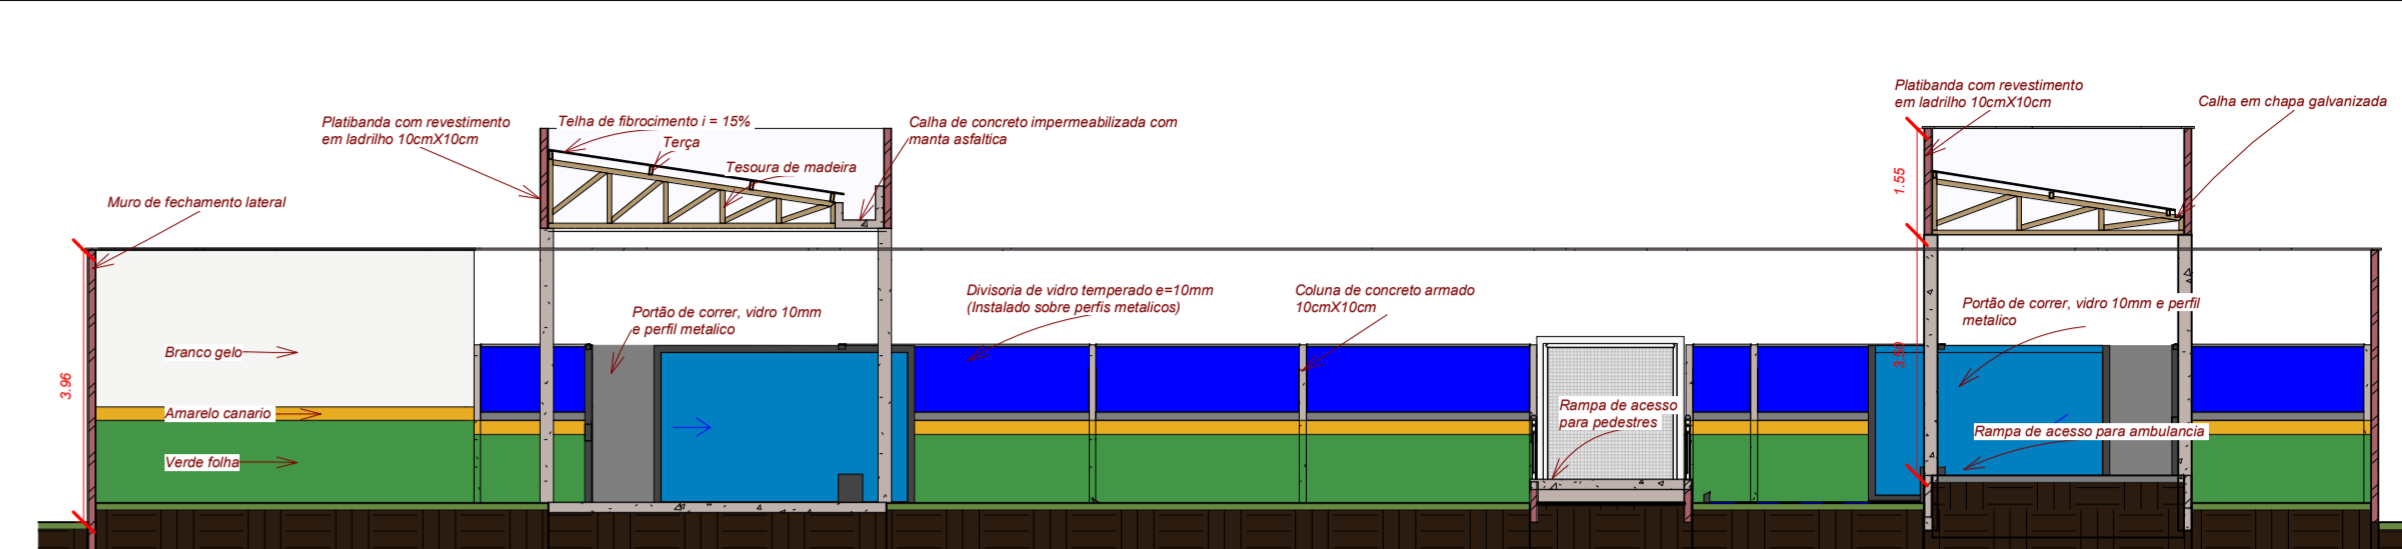 Platibanda com revestimento
em ladrilho 10cmX10cm
Telha de fibrocimento i = 15%
Terça
Tesoura de madeira
Calha de concreto impermeabilizada com
manta asfaltica
Platibanda com revestimento
em ladrilho 10cmX10cm
Calha em chapa galvanizada
1.55
Muro de fechamento lateral
Portão de correr, vidro 10mm
e perfil metalico
Divisoria de vidro temperado e=10mm
(Instalado sobre perfis metalicos)
Coluna de concreto armado
10cmX10cm
Portão de correr, vidro 10mm e perfil
metalico
3.50
Branco gelo
3.96
Amarelo canario
Verde folha
Rampa de acesso
para pedestres
Rampa de acesso para ambulancia